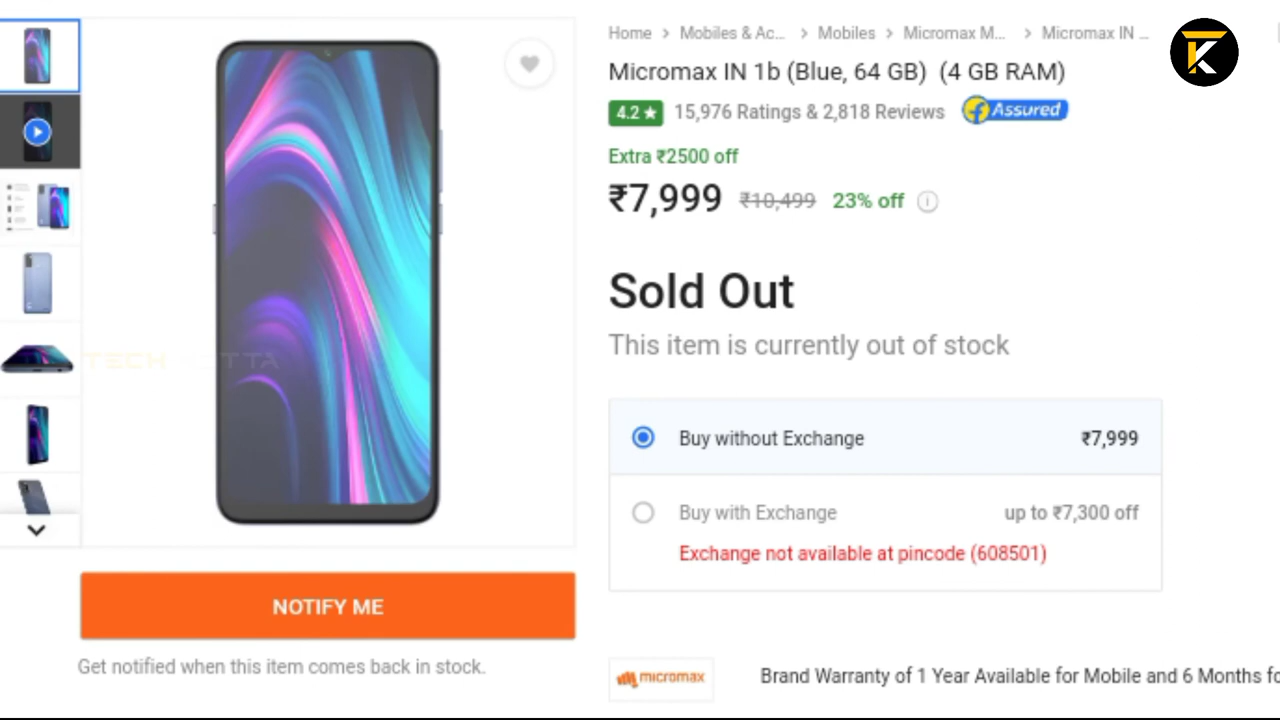 Home > Mobiles & Ac... > Mobiles > Micromax M... > Micromax IN ...
Micromax IN 1b (Blue, 64 GB) (4 GB RAM)
4.2 ★ 15,976 Ratings & 2,818 Reviews Assured
Extra ₹2500 off
₹7,999 ₹10,499 23% off
Sold Out
This item is currently out of stock
Buy without Exchange ₹7,999
Buy with Exchange up to ₹7,300 off
Exchange not available at pincode (608501)
NOTIFY ME
Get notified when this item comes back in stock.
micromax
Brand Warranty of 1 Year Available for Mobile and 6 Months
TECH